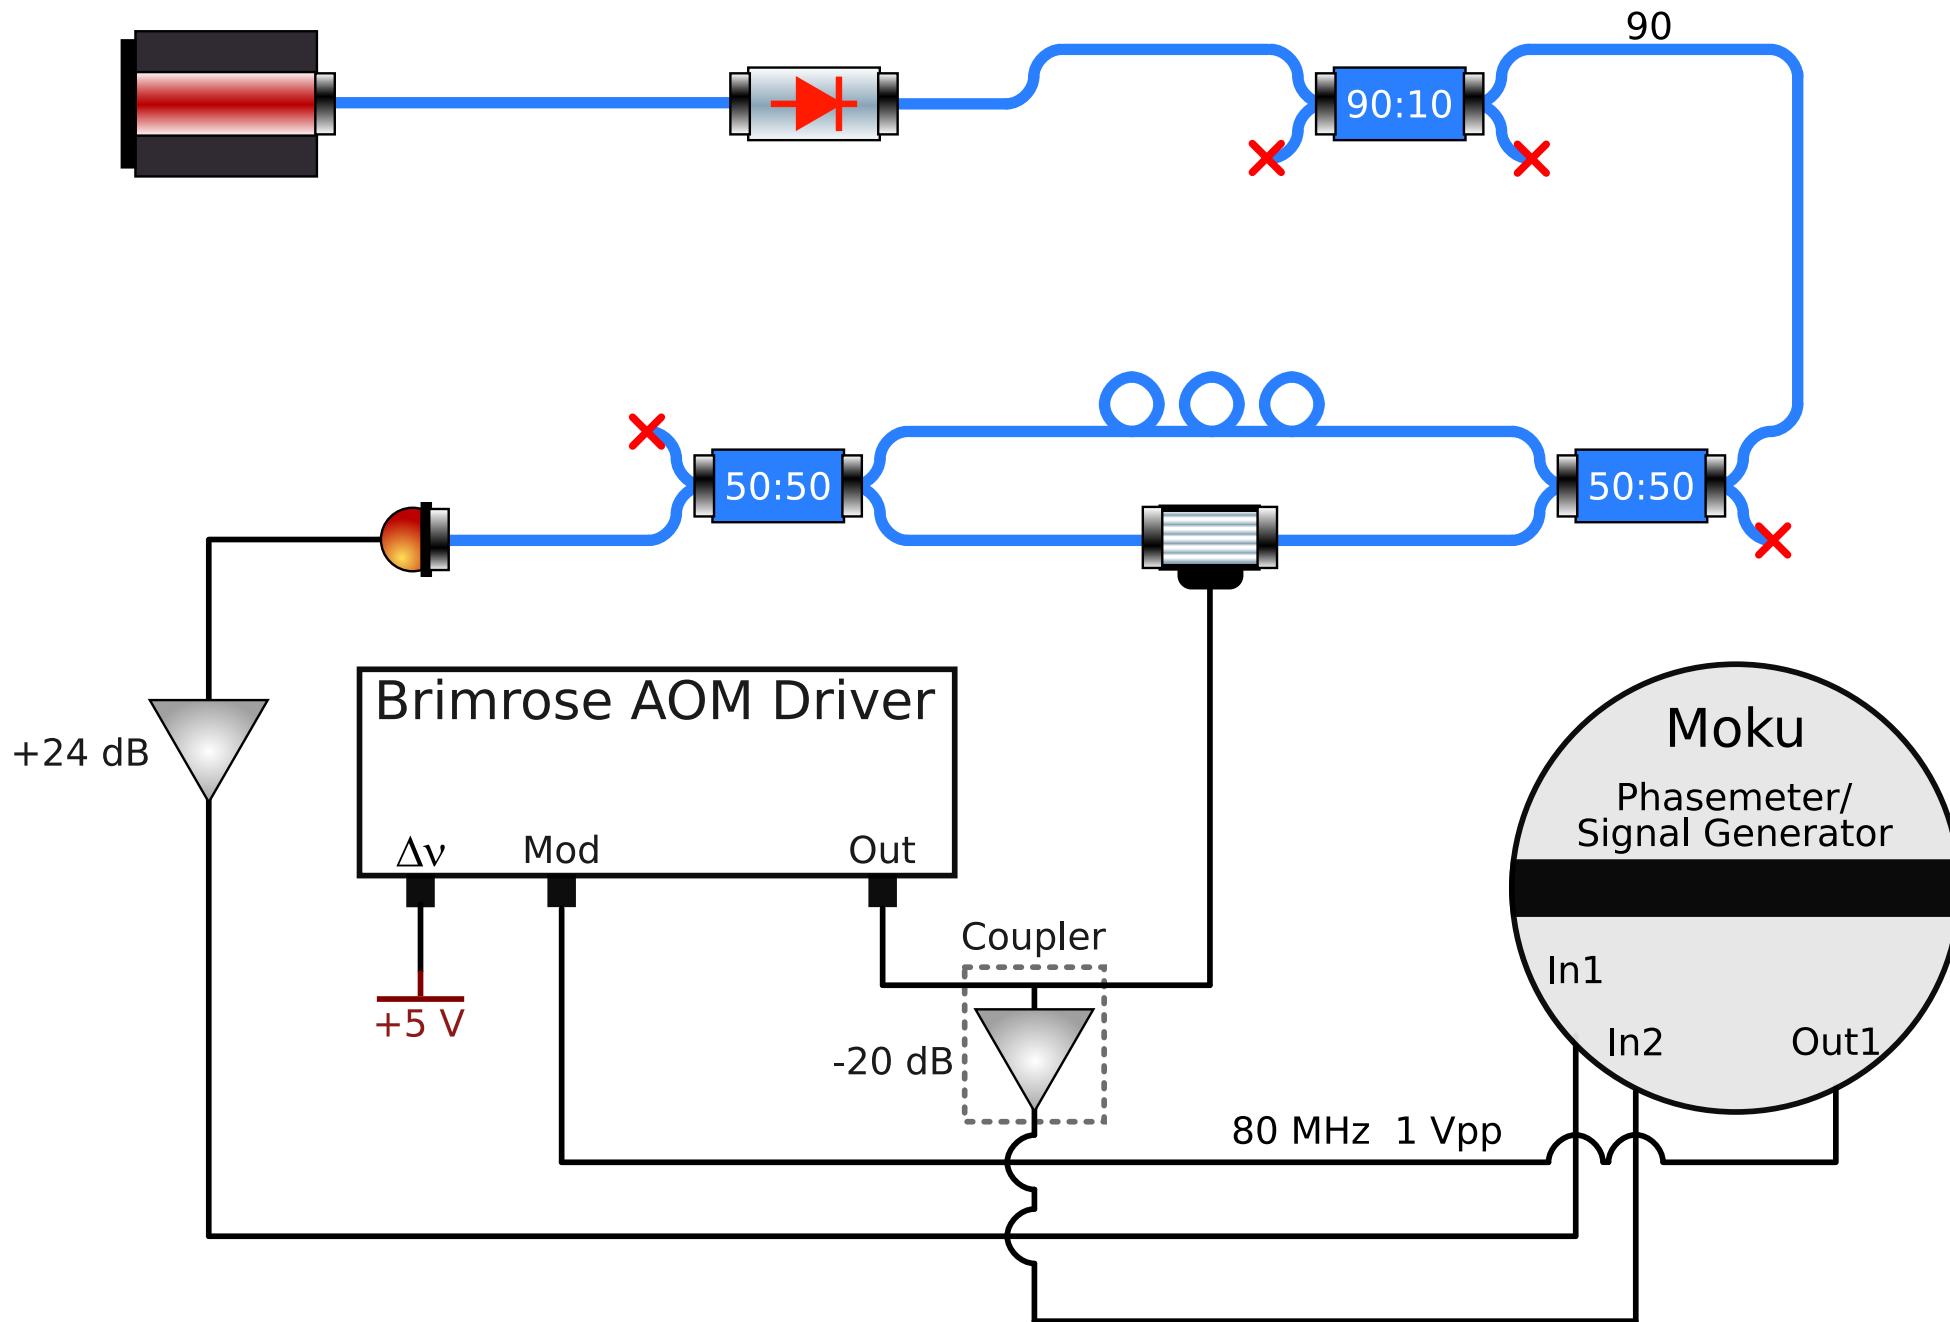 90
90:10
50:50
50:50
Brimrose AOM Driver
Moku
+24 dB
Phasemeter/
Signal Generator
Δν
Mod
Out
Coupler
In1
+5 V
In2
Out1
-20 dB
80 MHz 1 Vpp